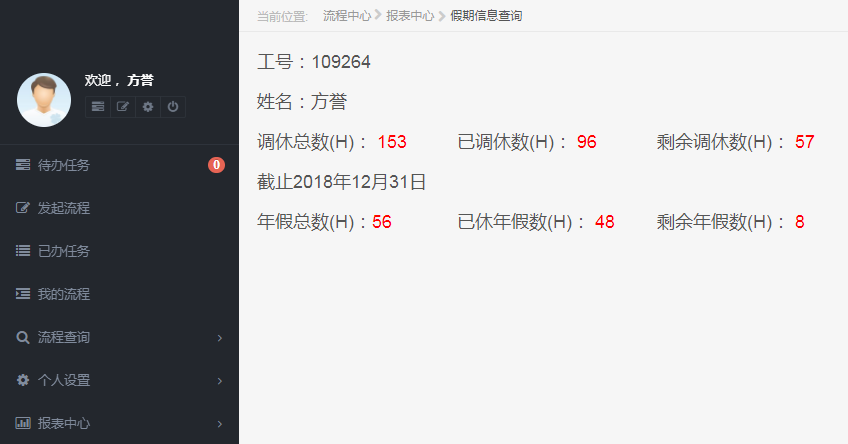 当前位置: 流程中心 报表中心 假期信息查询
欢迎， 方誉
待办任务 0
发起流程
已办任务
我的流程
流程查询
个人设置
报表中心
工号：109264
姓名：方誉
调休总数(H)： 153 已调休数(H)： 96 剩余调休数(H)： 57
截止2018年12月31日
年假总数(H)：56 已休年假数(H)： 48 剩余年假数(H)： 8